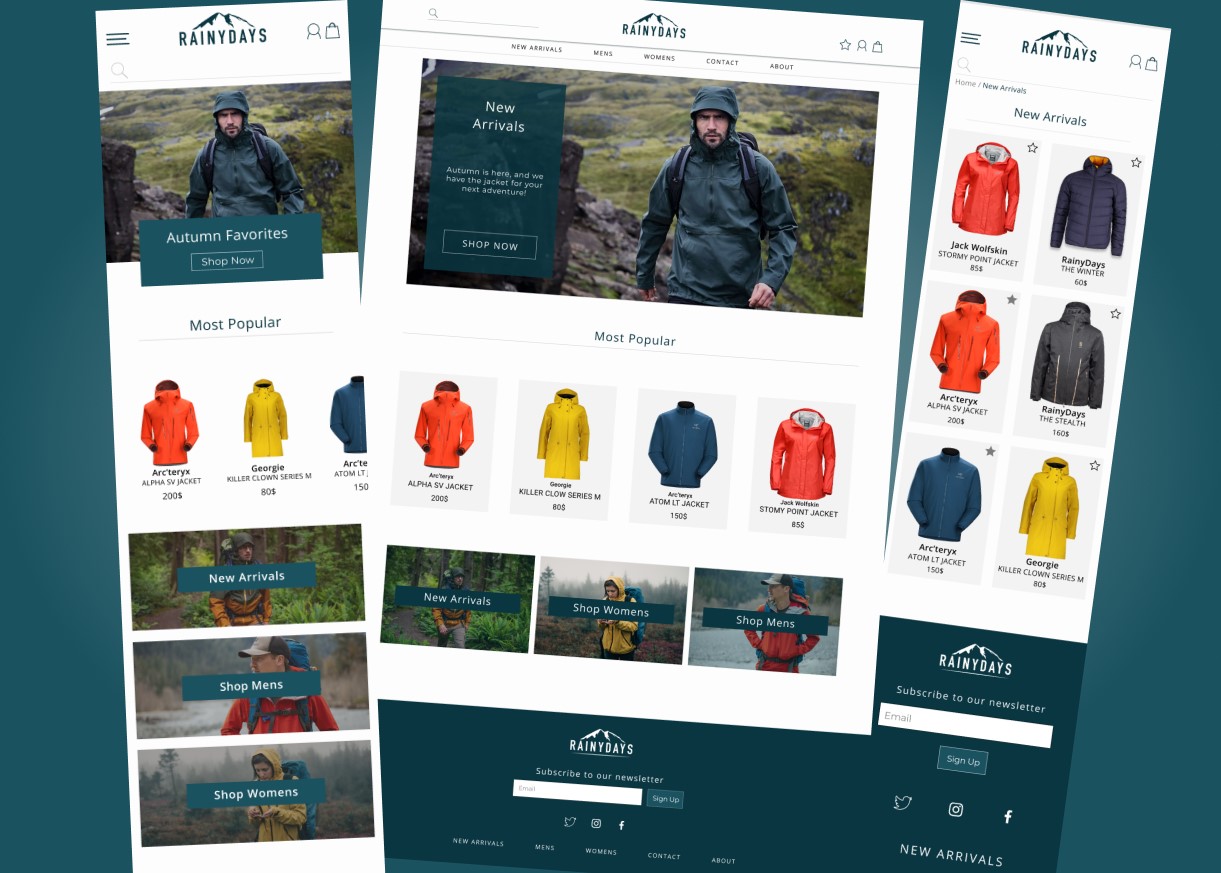 RAINYDAYS
Autumn Favorites
Shop Now
Most Popular
Arc'teryx
ALPHA SV JACKET
200$
Georgie
KILLER CLOWN SERIES M
80$
Arc'te
ATOM LT J
150
New Arrivals
Shop Mens
Shop Womens
RAINYDAYS
NEW ARRIVALS
MENS
WOMENS
CONTACT
ABOUT
New
Arrivals
Autumn is here, and we
have the jacket for your
next adventure!
SHOP NOW
Most Popular
Arc'teryx
ALPHA SV JACKET
200$
Georgie
KILLER CLOW SERIES M
80$
Arc'teryx
ATOM LT JACKET
150$
Jack Wolfskin
STOMY POINT JACKET
85$
New Arrivals
Shop Womens
Shop Mens
RAINYDAYS
Subscribe to our newsletter
Email
Sign Up
NEW ARRIVALS
MENS
WOMENS
CONTACT
ABOUT
RAINYDAYS
Home / New Arrivals
New Arrivals
Jack Wolfskin
STORMY POINT JACKET
85$
RainyDays
THE WINTER
60$
Arc'teryx
ALPHA SV JACKET
200$
RainyDays
THE STEALTH
160$
Arc'teryx
ATOM LT JACKET
150$
Georgie
KILLER CLOWN SERIES M
80$
RAINYDAYS
Subscribe to our newsletter
Email
Sign Up
NEW ARRIVALS